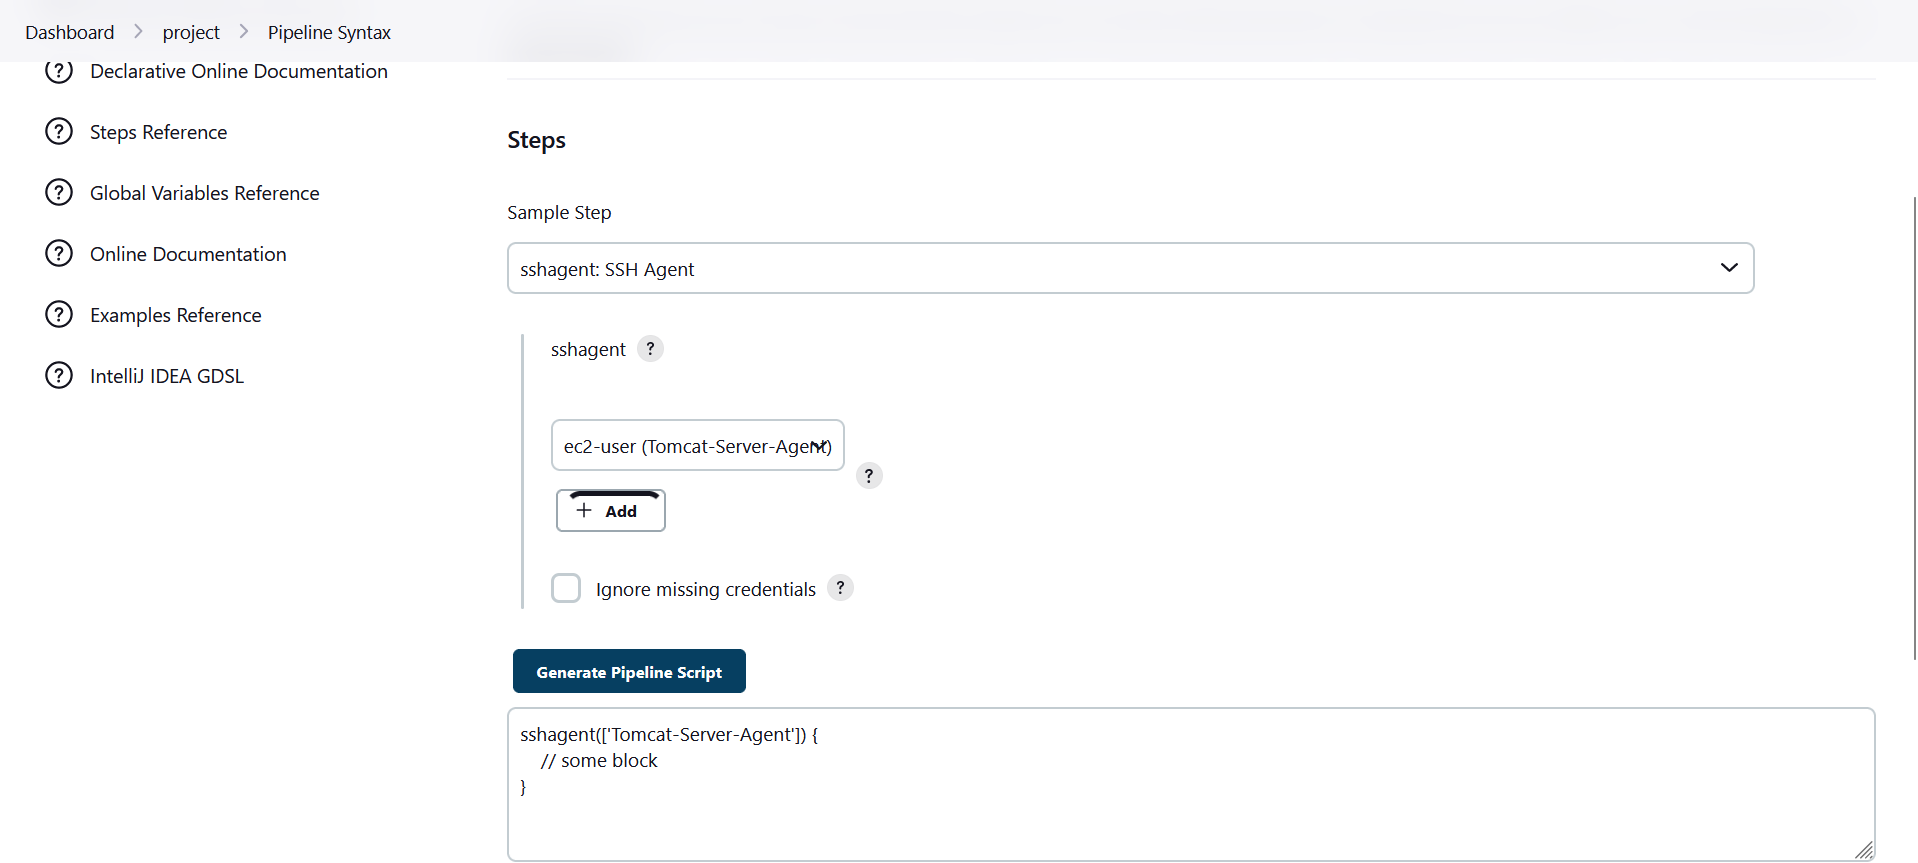 Dashboard > project > Pipeline Syntax
Declarative Online Documentation
Steps Reference
Global Variables Reference
Online Documentation
Examples Reference
IntelliJ IDEA GDSL
Steps
Sample Step
sshagent: SSH Agent
sshagent ?
ec2-user (Tomcat-Server-Agent)
?
+ Add
Ignore missing credentials ?
Generate Pipeline Script
sshagent(['Tomcat-Server-Agent']) {
// some block
}